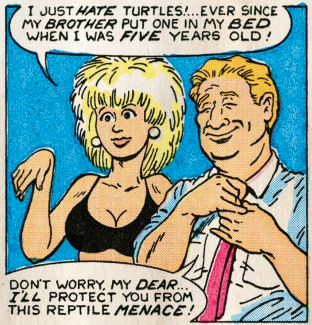 I JUST HATE TURTLES!...EVER SINCE
MY BROTHER PUT ONE IN MY BED
WHEN I WAS FIVE YEARS OLD!
DON'T WORRY, MY DEAR...
I'LL PROTECT YOU FROM
THIS REPTILE MENACE!